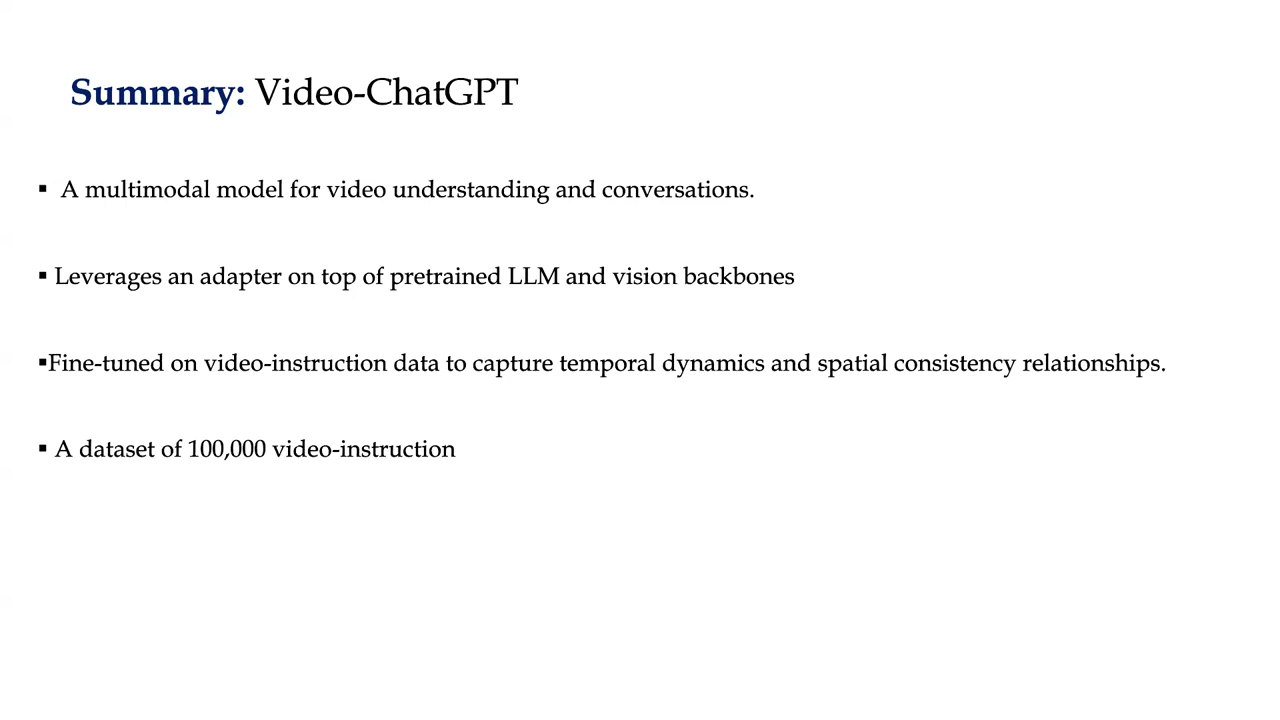 Summary: Video-ChatGPT
▪ A multimodal model for video understanding and conversations.
▪ Leverages an adapter on top of pretrained LLM and vision backbones
▪Fine-tuned on video-instruction data to capture temporal dynamics and spatial consistency relationships.
▪ A dataset of 100,000 video-instruction